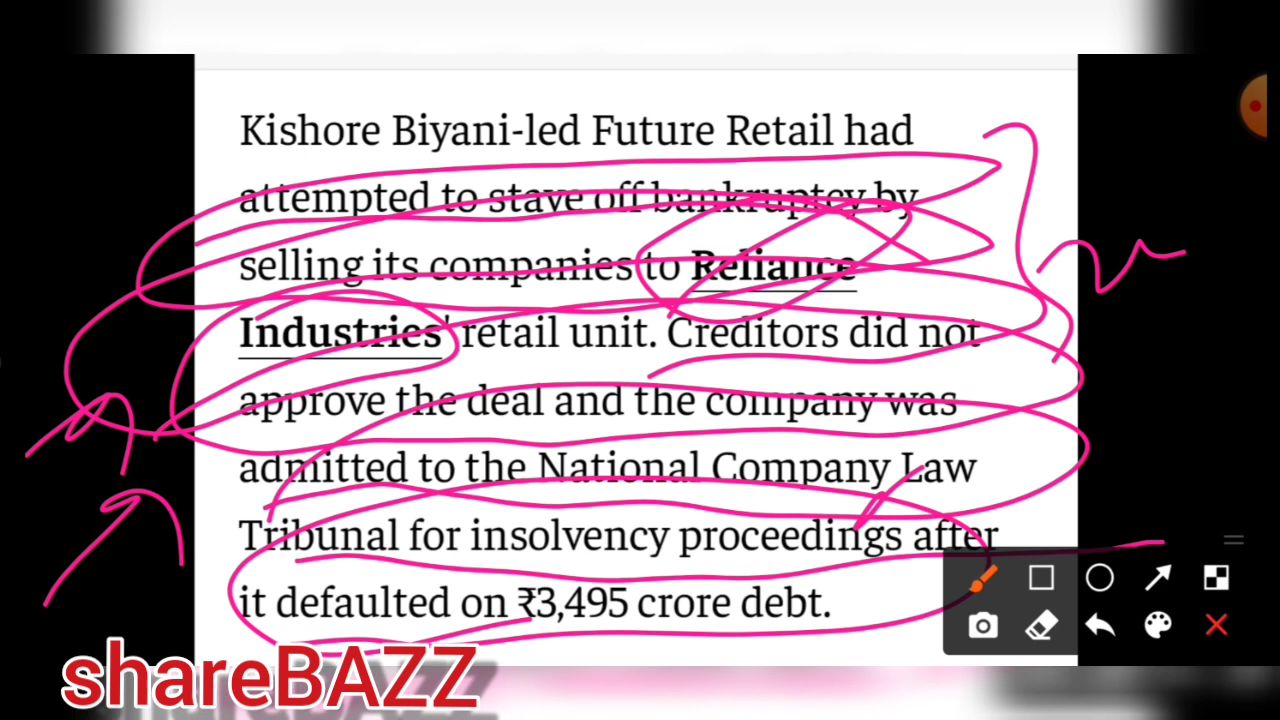 Kishore Biyani-led Future Retail had
attempted to stave off bankruptcy by
selling its companies to Reliance
Industries' retail unit. Creditors did not
approve the deal and the company was
admitted to the National Company Law
Tribunal for insolvency proceedings after
it defaulted on ₹3,495 crore debt.
shareBAZZ